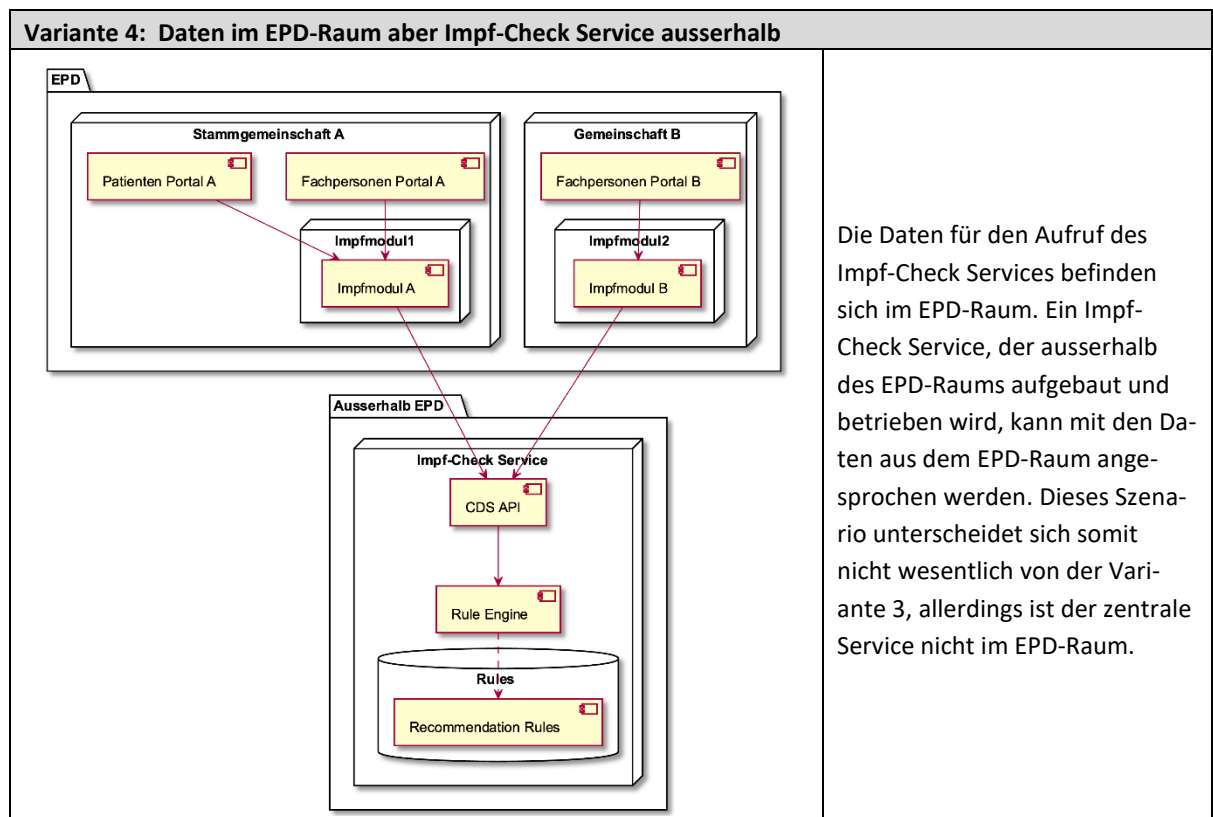 Variante 4: Daten im EPD-Raum aber Impf-Check Service ausserhalb
EPD
Stammgemeinschaft A
Gemeinschaft B
Patienten Portal A
Fachpersonen Portal A
Fachpersonen Portal B
Impfmodul1
Impfmodul2
Impfmodul A
Impfmodul B
Ausserhalb EPD
Impf-Check Service
CDS API
Rule Engine
Rules
Recommendation Rules
Die Daten für den Aufruf des
Impf-Check Services befinden
sich im EPD-Raum. Ein Impf-
Check Service, der ausserhalb
des EPD-Raums aufgebaut und
betrieben wird, kann mit den Da-
ten aus dem EPD-Raum ange-
sprochen werden. Dieses Szena-
rio unterscheidet sich somit
nicht wesentlich von der Vari-
ante 3, allerdings ist der zentrale
Service nicht im EPD-Raum.